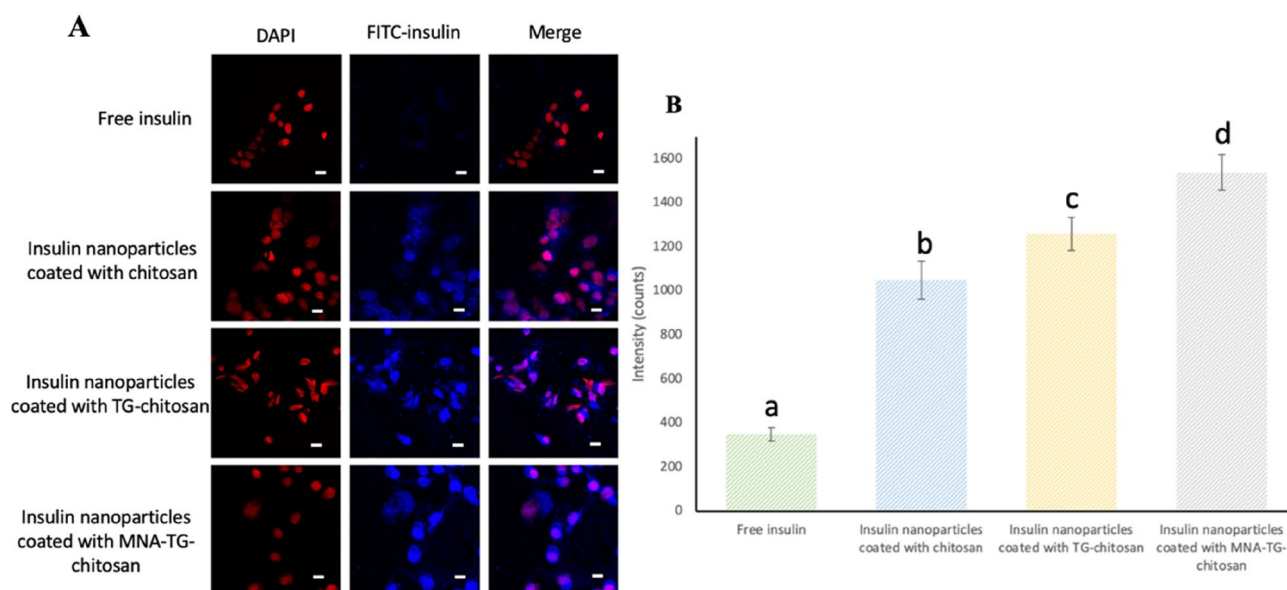 A
DAPI
FITC-insulin
Merge
Free insulin
Insulin nanoparticles
coated with chitosan
Insulin nanoparticles
coated with TG-chitosan
Insulin nanoparticles
coated with MNA-TG-
chitosan
B
Intensity (counts)
1600
1400
1200
1000
800
600
400
200
0
a
b
c
d
Free insulin
Insulin nanoparticles
coated with chitosan
Insulin nanoparticles
coated with TG-chitosan
Insulin nanoparticles
coated with MNA-TG-
chitosan